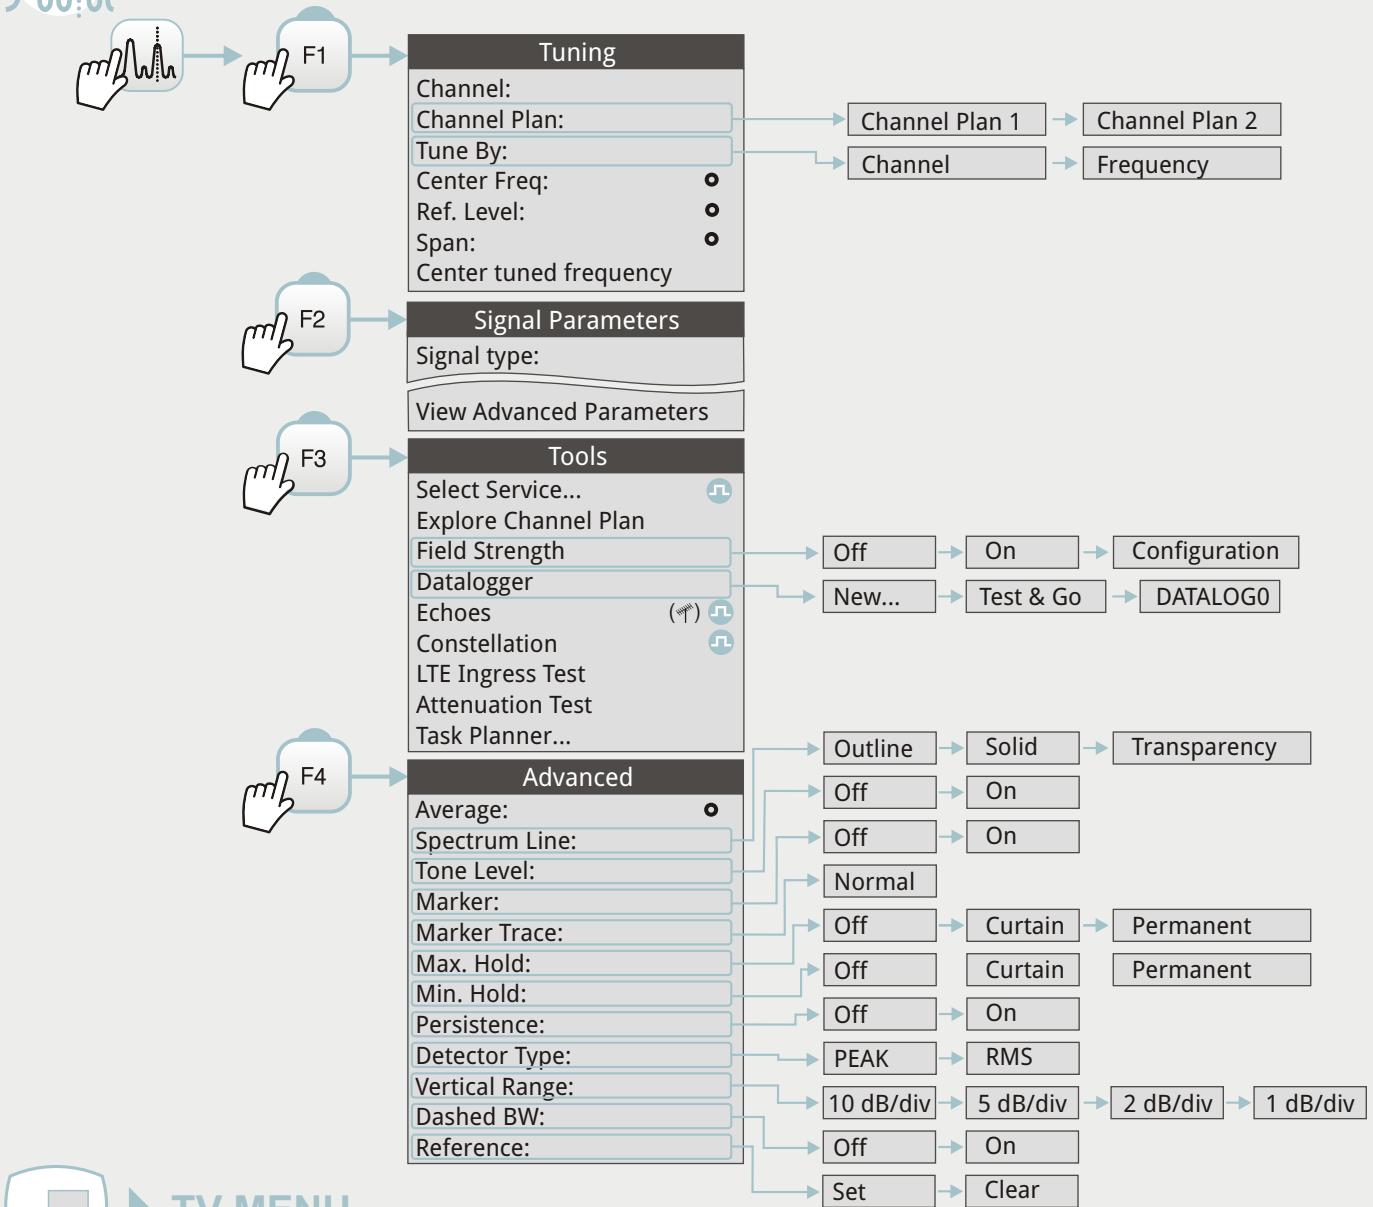 F1
Tuning
Channel:
Channel Plan:
Channel Plan 1
Channel Plan 2
Tune By:
Channel
Frequency
Center Freq:
Ref. Level:
Span:
Center tuned frequency
F2
Signal Parameters
Signal type:
View Advanced Parameters
F3
Tools
Select Service...
Explore Channel Plan
Field Strength
Off
On
Configuration
Datalogger
New...
Test & Go
DATALOG0
Echoes
Constellation
LTE Ingress Test
Attenuation Test
Task Planner...
F4
Advanced
Average:
Spectrum Line:
Outline
Solid
Transparency
Tone Level:
Off
On
Marker:
Off
On
Marker Trace:
Normal
Max. Hold:
Off
Curtain
Permanent
Min. Hold:
Off
Curtain
Permanent
Persistence:
Off
On
Detector Type:
PEAK
RMS
Vertical Range:
10 dB/div
5 dB/div
2 dB/div
1 dB/div
Dashed BW:
Off
On
Reference:
Set
Clear
TV MENU